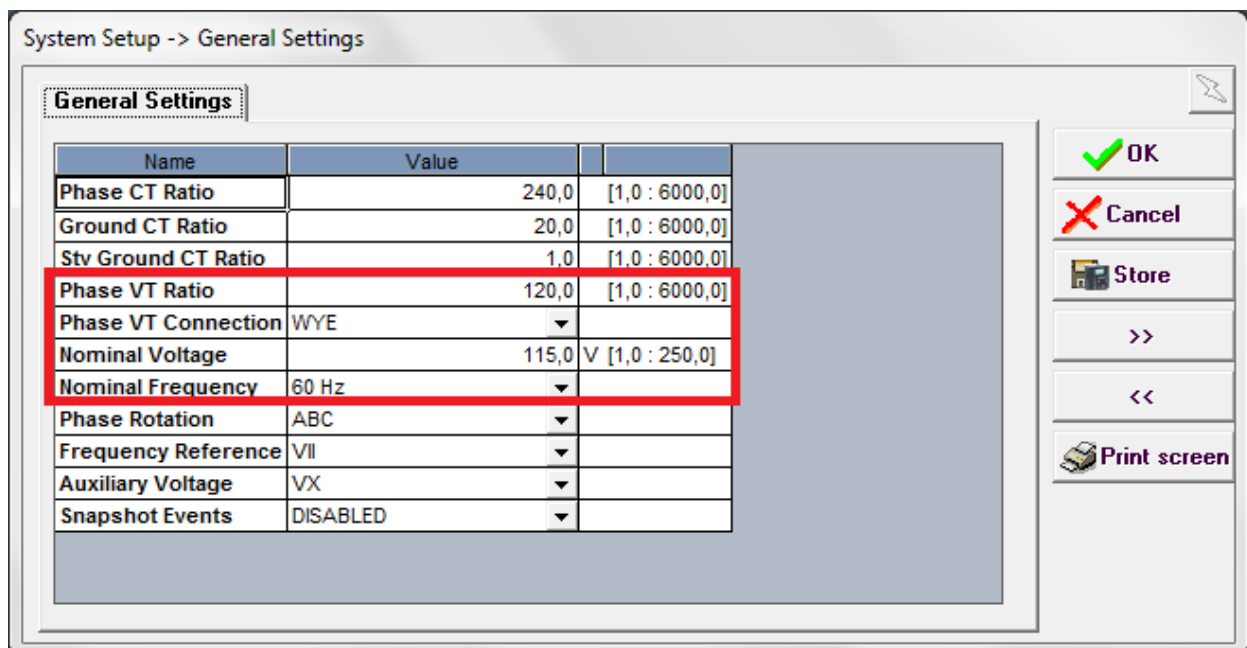 System Setup -> General Settings
General Settings
Name Value
Phase CT Ratio 240,0 [1,0 : 6000,0]
Ground CT Ratio 20,0 [1,0 : 6000,0]
Stv Ground CT Ratio 1,0 [1,0 : 6000,0]
Phase VT Ratio 120,0 [1,0 : 6000,0]
Phase VT Connection WYE
Nominal Voltage 115,0 V [1,0 : 250,0]
Nominal Frequency 60 Hz
Phase Rotation ABC
Frequency Reference VII
Auxiliary Voltage VX
Snapshot Events DISABLED
OK
Cancel
Store
>>
<<
Print screen